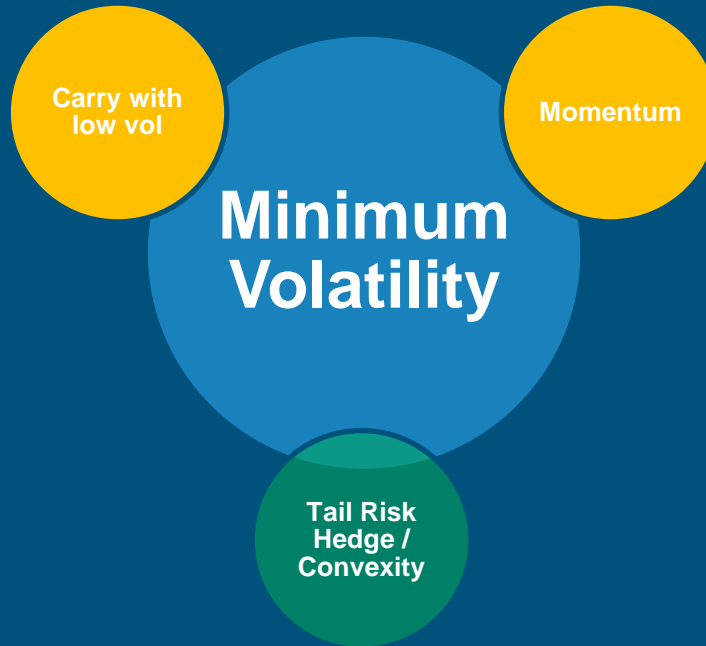 Carry with
low vol
Momentum
Minimum
Volatility
Tail Risk
Hedge /
Convexity